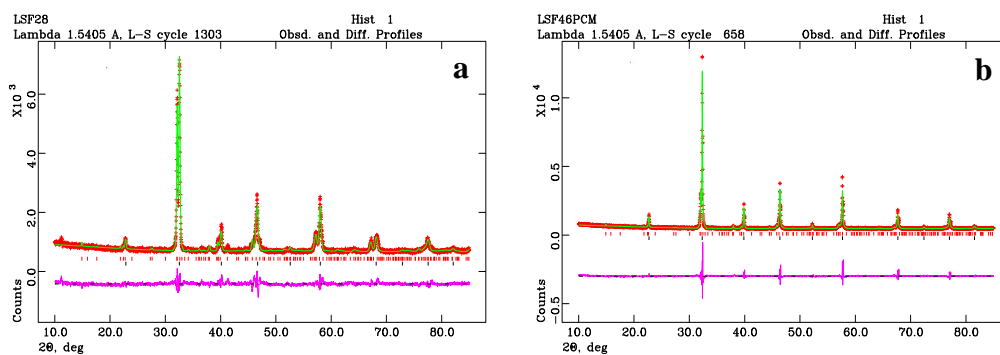 LSF28 Hist 1
Lambda 1.5405 A, L-S cycle 1303 Obsd. and Diff. Profiles
a
X10 3
6.0
4.0
2.0
0.0
Counts
10.0 20.0 30.0 40.0 50.0 60.0 70.0 80.0
2Θ, deg
LSF46PCM Hist 1
Lambda 1.5405 A, L-S cycle 658 Obsd. and Diff. Profiles
b
X10 4
1.0
0.5
0.0
−0.5
Counts
10.0 20.0 30.0 40.0 50.0 60.0 70.0 80.0
2Θ, deg